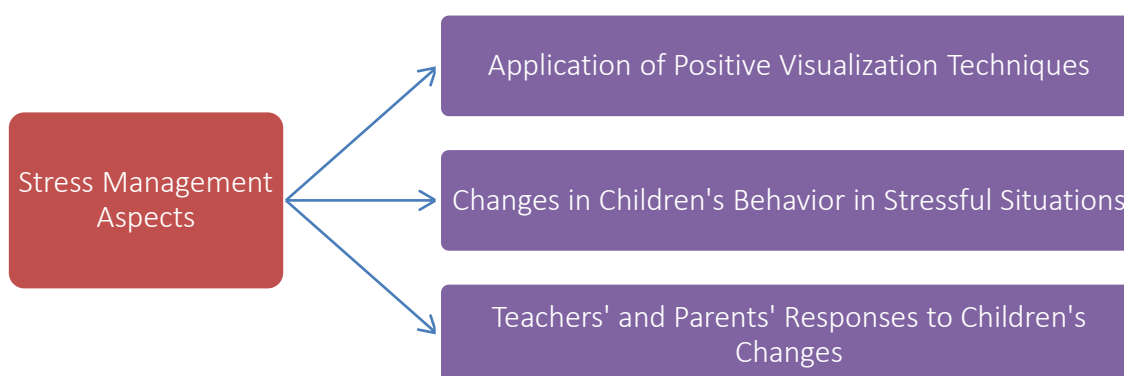 Stress Management
Aspects
Application of Positive Visualization Techniques
Changes in Children's Behavior in Stressful Situations
Teachers' and Parents' Responses to Children's
Changes